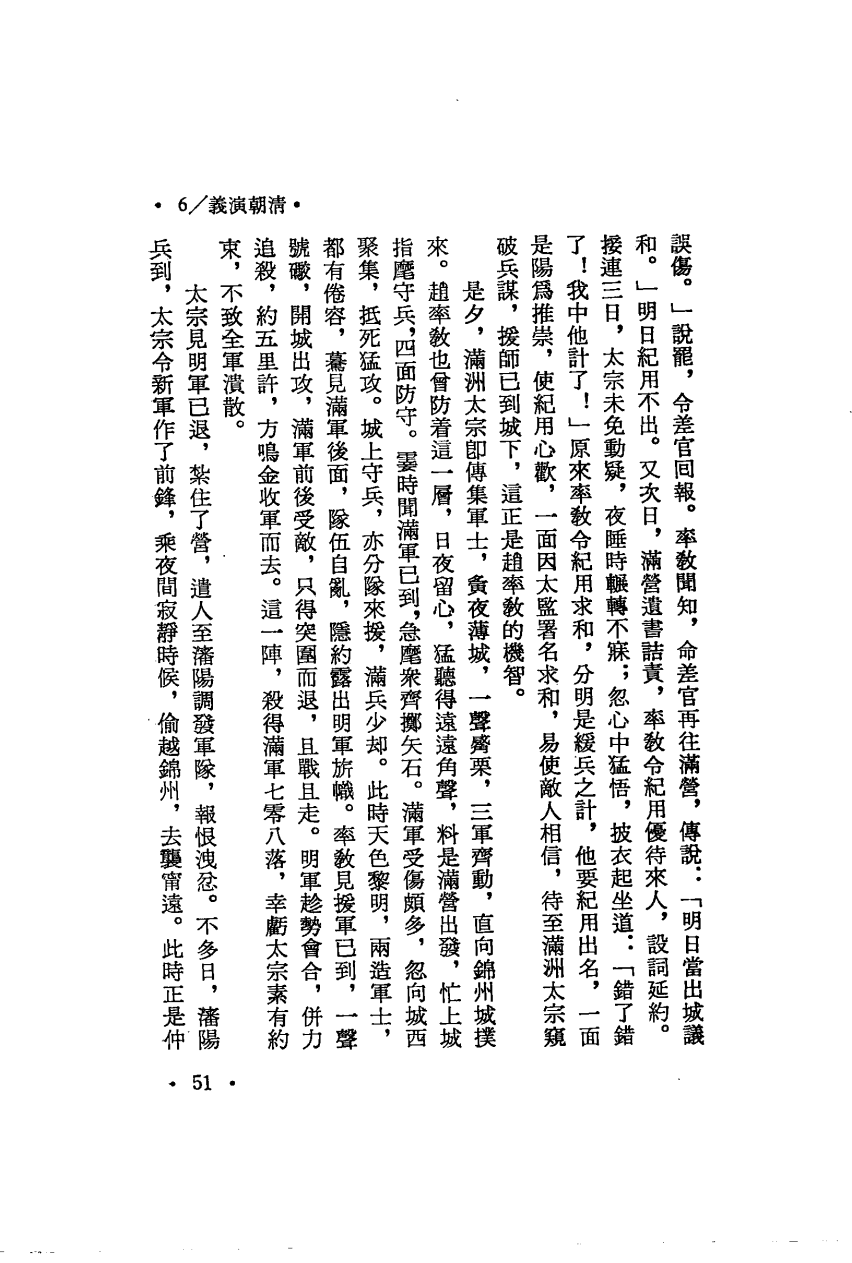 •6/義演朝清•
誤傷。」說罷，令差官回報。率教聞知，命差官再往滿營，傳說：「明日當出城議
和。」明日紀用不出。又次日，滿營遺書詰責，率教令紀用優待來人，設詞延約。
接連三日，太宗未免動疑，夜睡時輾轉不寐；忽心中猛悟，披衣起坐道：「錯了錯
了！我中他計了！」原來率教令紀用求和，分明是緩兵之計，他要紀用出名，一面
是陽爲推崇，使紀用心歡，一面因太監署名求和，易使敵人相信，待至滿洲太宗窺
破兵謀，援師已到城下，這正是趙率教的機智。
是夕，滿洲太宗卽傳集軍士，夤夜薄城，一聲觱栗，三軍齊動，直向錦州城撲
來。趙率教也曾防着這一層，日夜留心，猛聽得遠遠角聲，料是滿營出發，忙上城
指麾守兵，四面防守。霎時聞滿軍已到，急麾衆齊擲矢石。滿軍受傷頗多，忽向城西
聚集，抵死猛攻。城上守兵，亦分隊來援，滿兵少却。此時天色黎明，兩造軍士，
都有倦容，驀見滿軍後面，隊伍自亂，隱約露出明軍旂幟。率教見援軍已到，一聲
號礮，開城出攻，滿軍前後受敵，只得突圍而退，且戰且走。明軍趁勢會合，併力
追殺，約五里許，方鳴金收軍而去。這一陣，殺得滿軍七零八落，幸虧太宗素有約
束，不致全軍潰散。
太宗見明軍已退，紮住了營，遣人至瀋陽調發軍隊，報恨洩忿。不多日，瀋陽
兵到，太宗令新軍作了前鋒，乘夜間寂靜時候，偷越錦州，去襲甯遠。此時正是仲
•51•